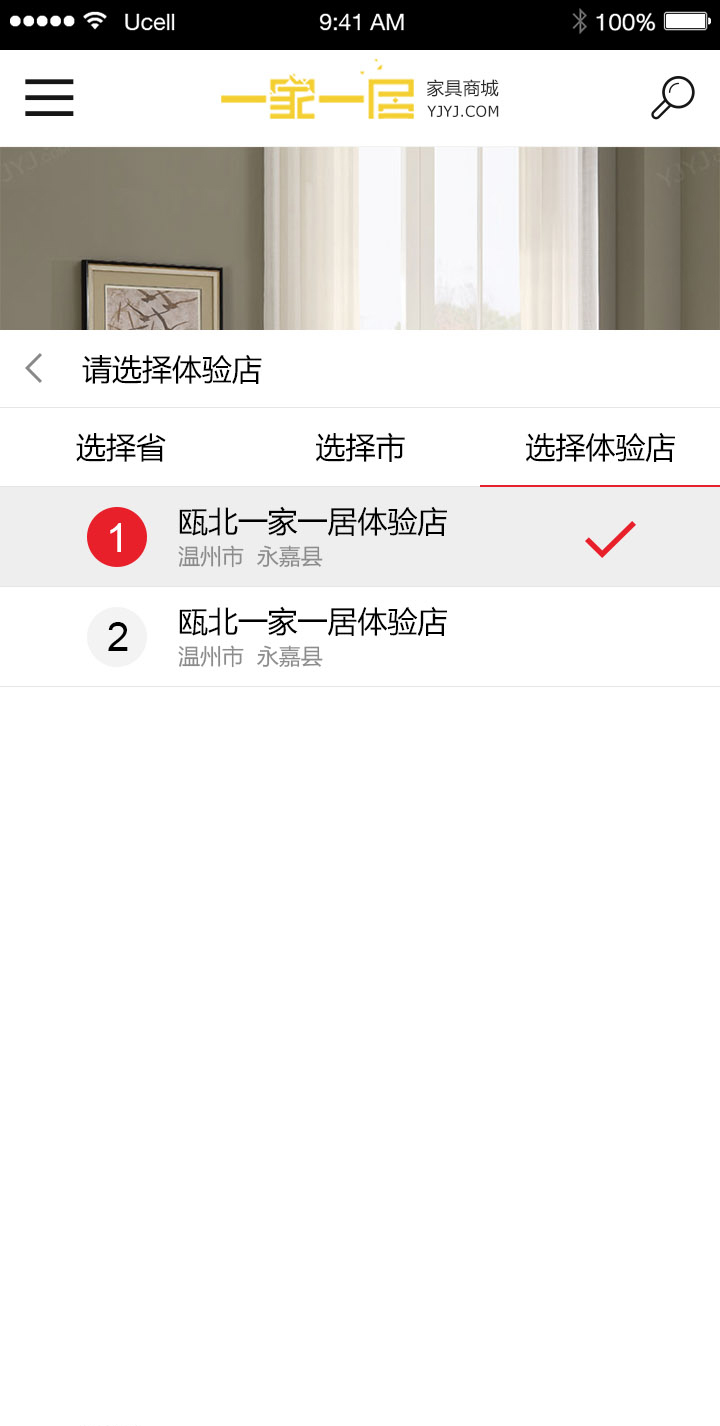 Ucell 9:41 AM 100%
一家一居 家具商城
YJYJ.COM
请选择体验店
选择省 选择市 选择体验店
1 瓯北一家一居体验店
温州市 永嘉县
2 瓯北一家一居体验店
温州市 永嘉县